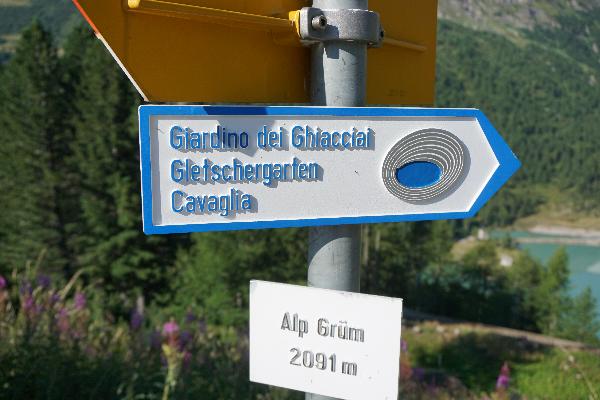 Giardino dei Ghiacciai
Gletschergarten
Cavaglia
Alp Grüm
2091 m